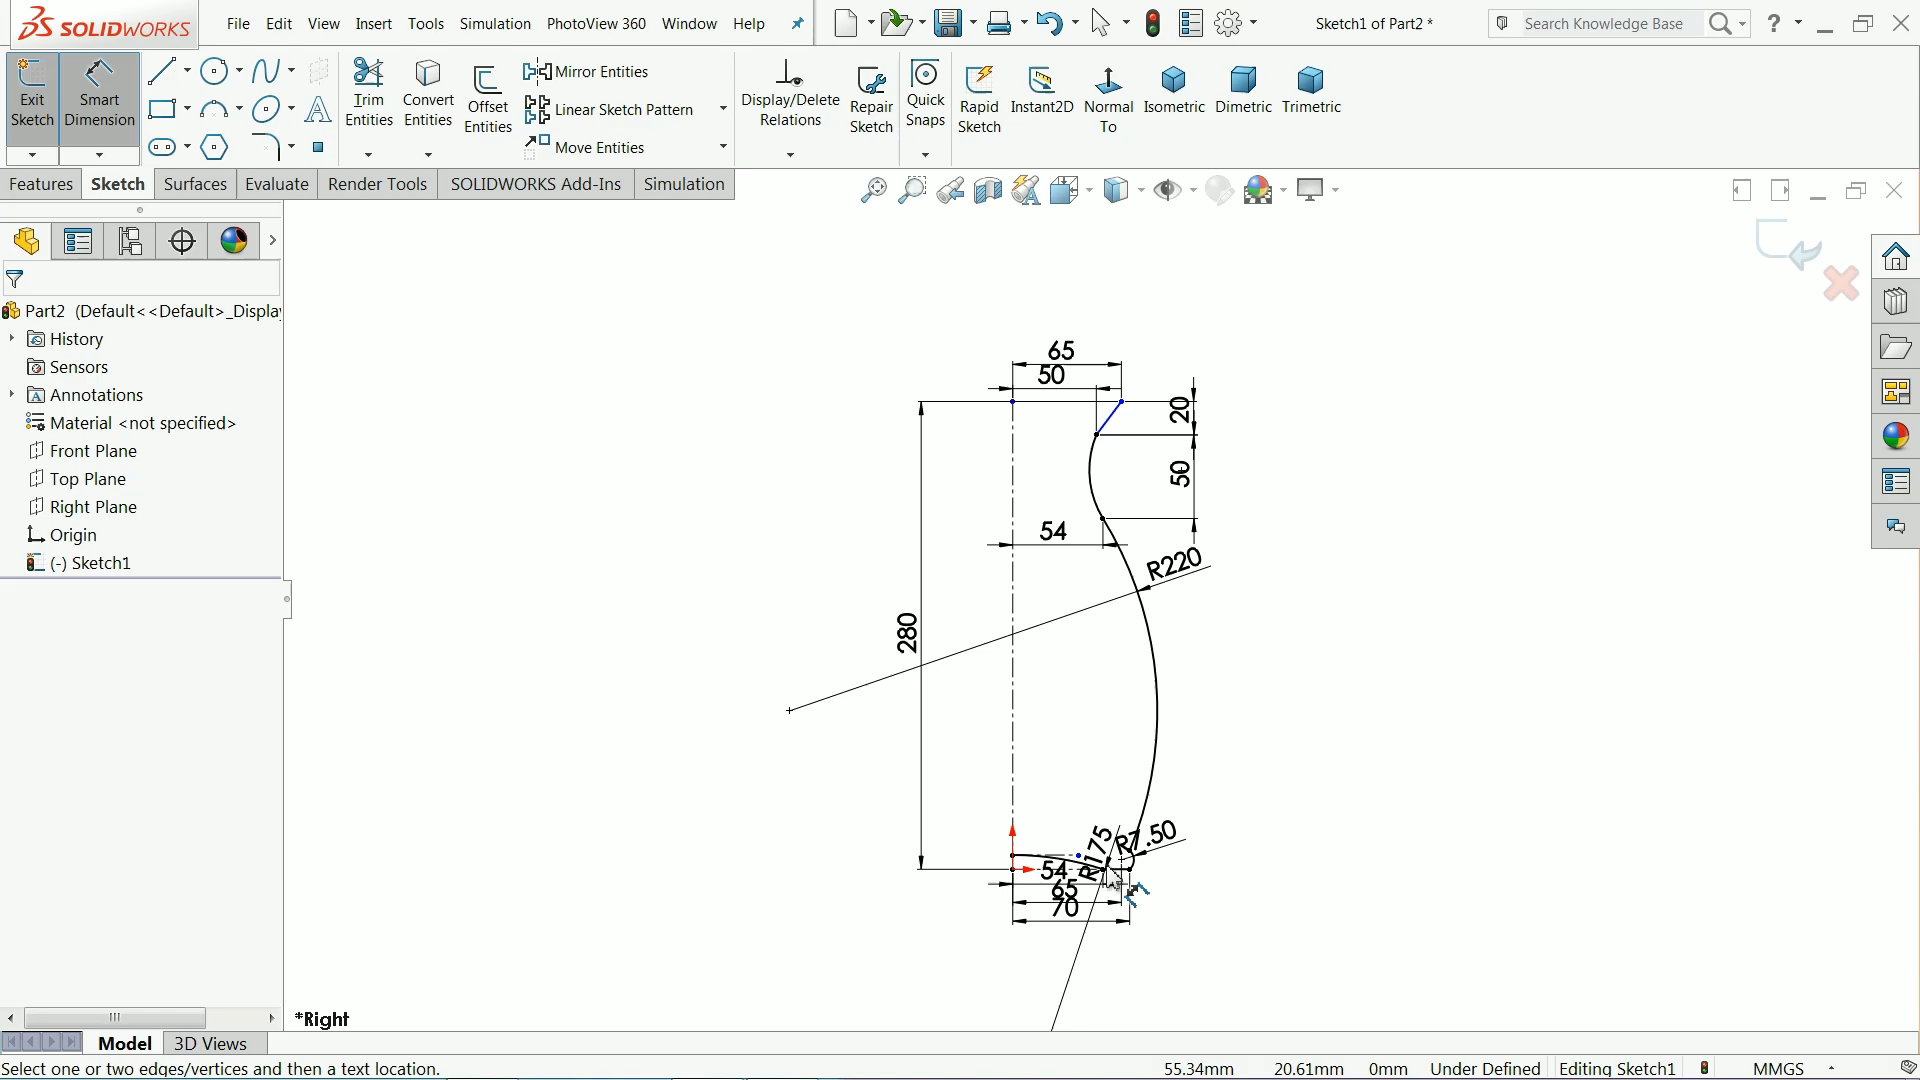 SOLIDWORKS
File Edit View Insert Tools Simulation PhotoView 360 Window Help
Sketch1 of Part2 *
Search Knowledge Base
?
Exit Sketch
Smart Dimension
Trim Entities
Convert Entities
Offset Entities
Mirror Entities
Linear Sketch Pattern
Move Entities
Display/Delete Relations
Repair Sketch
Quick Snaps
Rapid Sketch
Instant2D
Normal To
Isometric
Dimetric
Trimetric
Features Sketch Surfaces Evaluate Render Tools SOLIDWORKS Add-Ins Simulation
Part2 (Default<<Default>_Displa
History
Sensors
Annotations
Material <not specified>
Front Plane
Top Plane
Right Plane
Origin
(-) Sketch1
65
50
20
50
54
R220
280
R175
R7.50
54
65
70
*Right
Model 3D Views
Select one or two edges/vertices and then a text location.
55.34mm 20.61mm 0mm Under Defined Editing Sketch1 MMGS